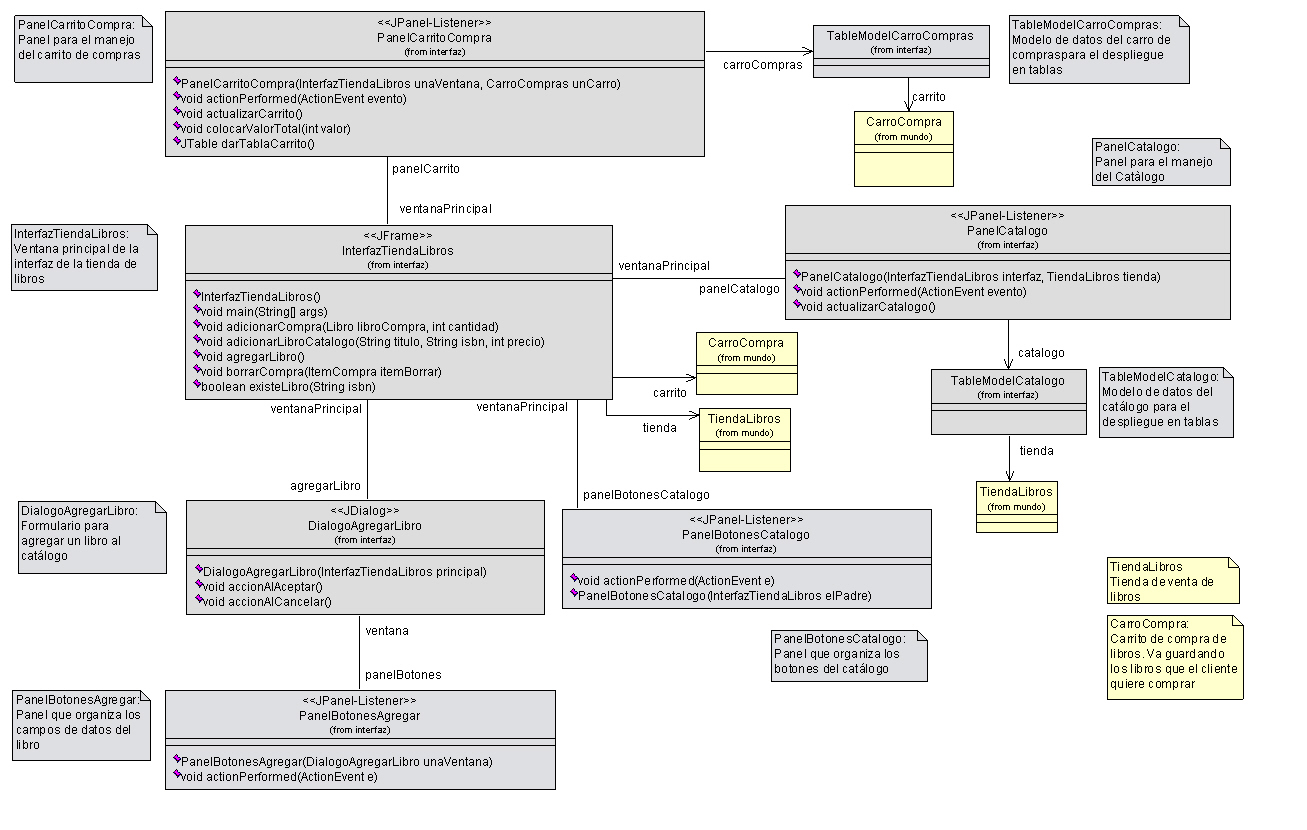 PanelCarritoCompra:
Panel para el manejo
del carrito de compras
<<JPanel-Listener>>
PanelCarritoCompra
(from interfaz)
PanelCarritoCompra(InterfazTiendaLibros unaVentana, CarroCompras unCarro)
void actionPerformed(ActionEvent evento)
void actualizarCarrito()
void colocarValorTotal(int valor)
JTable darTablaCarrito()
carroCompras
TableModelCarroCompras
(from interfaz)
TableModelCarroCompras:
Modelo de datos del carro de
compraspara el despliegue
en tablas
carrito
CarroCompra
(from mundo)
PanelCatalogo:
Panel para el manejo
del Catàlogo
panelCarrito
ventanaPrincipal
InterfazTiendaLibros:
Ventana principal de la
interfaz de la tienda de
libros
<<JFrame>>
InterfazTiendaLibros
(from interfaz)
InterfazTiendaLibros()
void main(String[] args)
void adicionarCompra(Libro libroCompra, int cantidad)
void adicionarLibroCatalogo(String titulo, String isbn, int precio)
void agregarLibro()
void borrarCompra(ItemCompra itemBorrar)
boolean existeLibro(String isbn)
ventanaPrincipal
panelCatalogo
<<JPanel-Listener>>
PanelCatalogo
(from interfaz)
PanelCatalogo(InterfazTiendaLibros interfaz, TiendaLibros tienda)
void actionPerformed(ActionEvent evento)
void actualizarCatalogo()
catalogo
CarroCompra
(from mundo)
carrito
TiendaLibros
(from mundo)
tienda
TableModelCatalogo
(from interfaz)
TableModelCatalogo:
Modelo de datos del
catálogo para el
despliegue en tablas
tienda
TiendaLibros
(from mundo)
ventanaPrincipal
ventanaPrincipal
agregarLibro
panelBotonesCatalogo
DialogoAgregarLibro:
Formulario para
agregar un libro al
catálogo
<<JDialog>>
DialogoAgregarLibro
(from interfaz)
DialogoAgregarLibro(InterfazTiendaLibros principal)
void accionAlAceptar()
void accionAlCancelar()
<<JPanel-Listener>>
PanelBotonesCatalogo
(from interfaz)
void actionPerformed(ActionEvent e)
PanelBotonesCatalogo(InterfazTiendaLibros elPadre)
TiendaLibros
Tienda de venta de
libros
CarroCompra:
Carrito de compra de
libros. Va guardando
los libros que el cliente
quiere comprar
PanelBotonesCatalogo:
Panel que organiza los
botones del catálogo
ventana
panelBotones
PanelBotonesAgregar:
Panel que organiza los
campos de datos del
libro
<<JPanel-Listener>>
PanelBotonesAgregar
(from interfaz)
PanelBotonesAgregar(DialogoAgregarLibro unaVentana)
void actionPerformed(ActionEvent e)